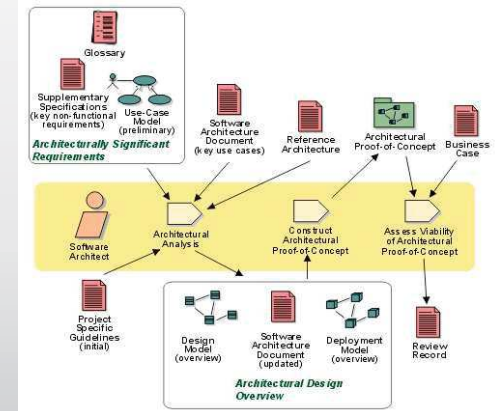 Glossary
Supplementary
Specifications
(key non-functional
requirements)
Use-Case
Model
(preliminary)
Architecturally Significant
Requirements
Software
Architecture
Document
(key use cases)
Reference
Architecture
Architectural
Proof-of-Concept
Business
Case
Software
Architect
Architectural
Analysis
Construct
Architectural
Proof-of-Concept
Assess Viability
of Architectural
Proof-of-Concept
Project
Specific
Guidelines
(initial)
Design
Model
(overview)
Software
Architecture
Document
(updated)
Deployment
Model
(overview)
Architectural Design
Overview
Review
Record